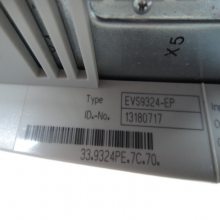 X5
Type EVS9324-EP
ID.-No. 13180717
33.9324PE.7C.70.